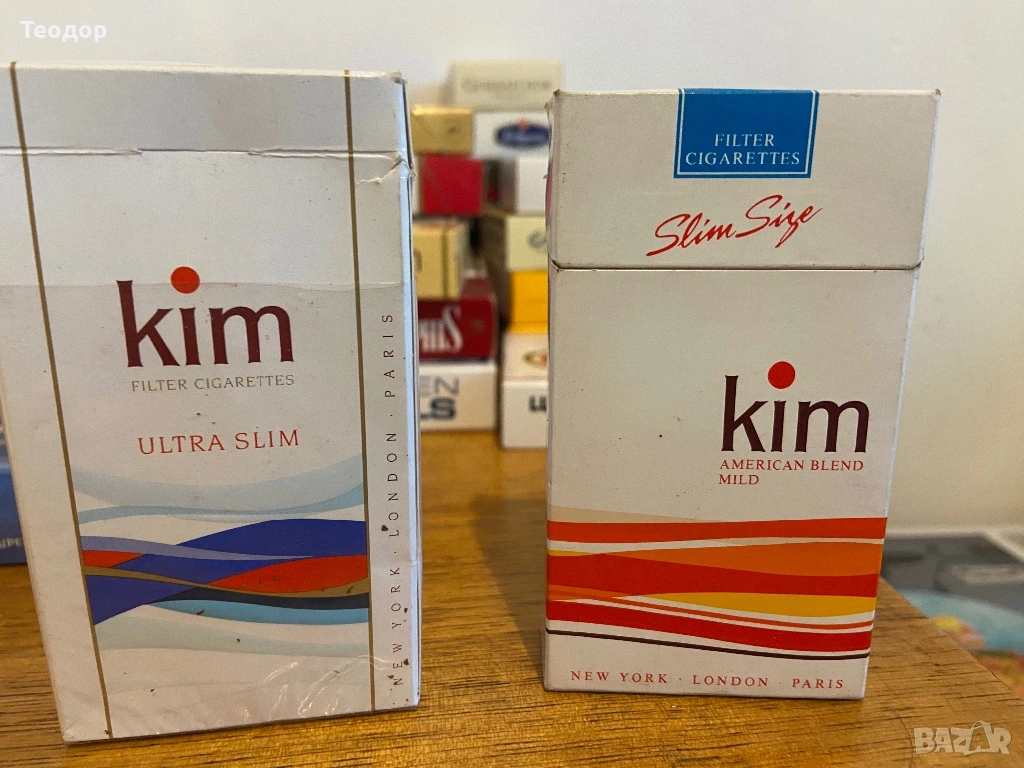 Теодор
kim
FILTER CIGARETTES
ULTRA SLIM
NEW YORK · LONDON · PARIS
FILTER
CIGARETTES
Slim Size
kim
AMERICAN BLEND
MILD
NEW YORK · LONDON · PARIS
BAZAR